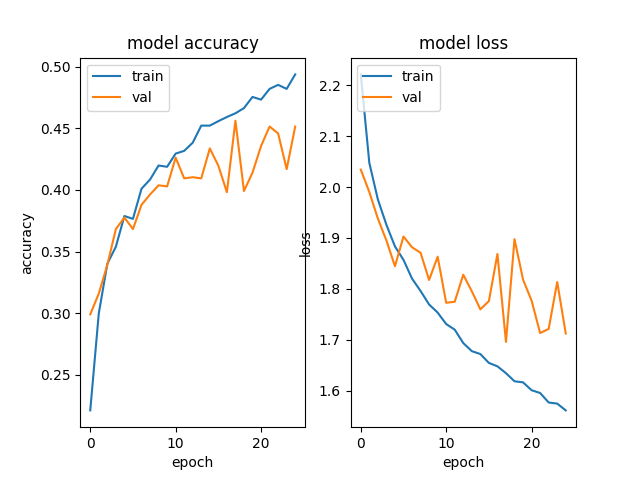 model accuracy
train
val
0.50
0.45
0.40
0.35
0.30
0.25
accuracy
0
10
20
epoch
model loss
train
val
2.2
2.1
2.0
1.9
1.8
1.7
1.6
loss
0
10
20
epoch